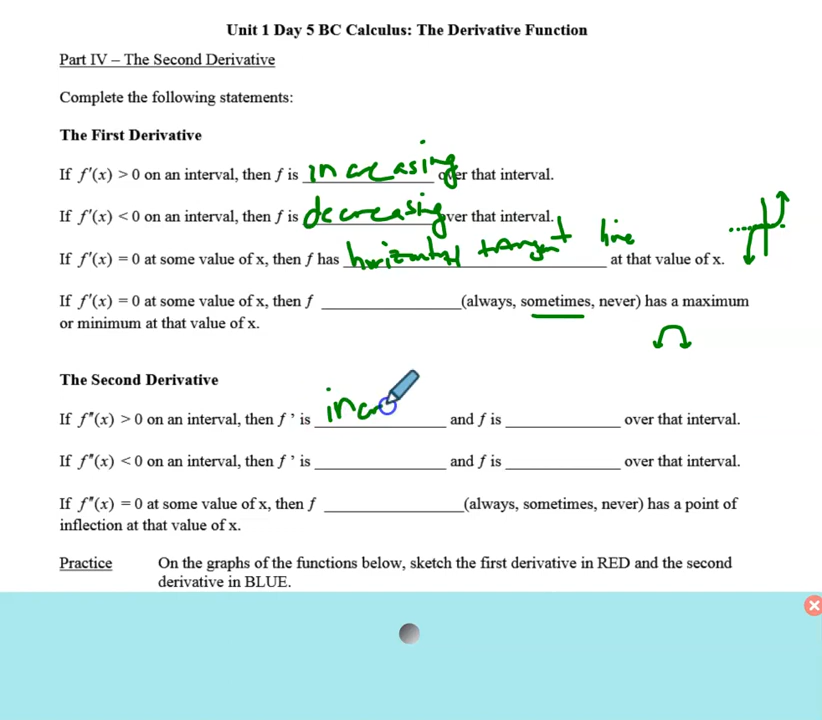 Unit 1 Day 5 BC Calculus: The Derivative Function
Part IV – The Second Derivative
Complete the following statements:
The First Derivative
If f'(x) > 0 on an interval, then f is increasing over that interval.
If f'(x) < 0 on an interval, then f is decreasing over that interval.
If f'(x) = 0 at some value of x, then f has horizontal tangent line at that value of x.
If f'(x) = 0 at some value of x, then f ______________ (always, sometimes, never) has a maximum
or minimum at that value of x.
The Second Derivative
If f"(x) > 0 on an interval, then f ' is incr and f is ____________ over that interval.
If f"(x) < 0 on an interval, then f ' is ______________ and f is ____________ over that interval.
If f"(x) = 0 at some value of x, then f ______________ (always, sometimes, never) has a point of
inflection at that value of x.
Practice On the graphs of the functions below, sketch the first derivative in RED and the second
derivative in BLUE.